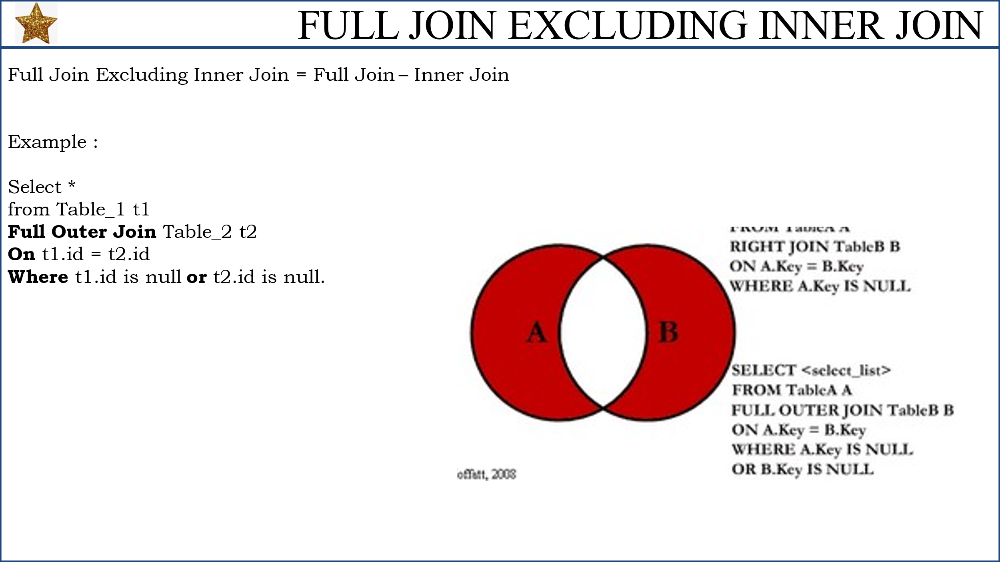 FULL JOIN EXCLUDING INNER JOIN
Full Join Excluding Inner Join = Full Join – Inner Join
Example :
Select *
from Table_1 t1
Full Outer Join Table_2 t2
On t1.id = t2.id
Where t1.id is null or t2.id is null.
FROM TableA A
RIGHT JOIN TableB B
ON A.Key = B.Key
WHERE A.Key IS NULL
A
B
SELECT <select_list>
FROM TableA A
FULL OUTER JOIN TableB B
ON A.Key = B.Key
WHERE A.Key IS NULL
OR B.Key IS NULL
offatt, 2008